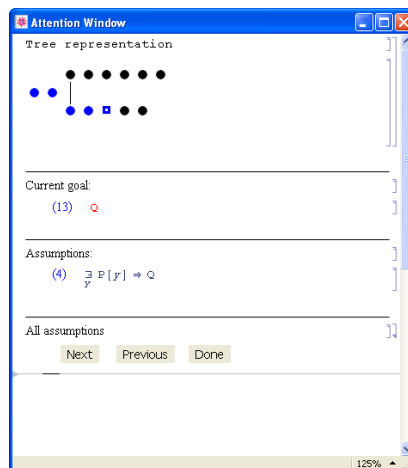 Attention Window
Tree representation
Current goal:
(13) Q
Assumptions:
(4) ∃ P[y] ⇒ Q
y
All assumptions
Next Previous Done
125%